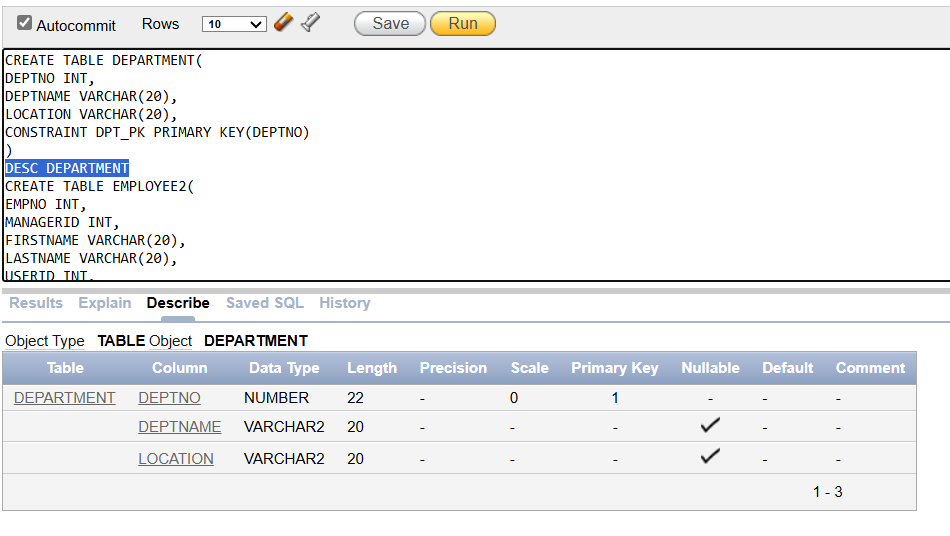 Autocommit Rows 10 Save Run
CREATE TABLE DEPARTMENT(
DEPTNO INT,
DEPTNAME VARCHAR(20),
LOCATION VARCHAR(20),
CONSTRAINT DPT_PK PRIMARY KEY(DEPTNO)
)
DESC DEPARTMENT
CREATE TABLE EMPLOYEE2(
EMPNO INT,
MANAGERID INT,
FIRSTNAME VARCHAR(20),
LASTNAME VARCHAR(20),
USERID INT,
Results Explain Describe Saved SQL History
Object Type TABLE Object DEPARTMENT
Table Column Data Type Length Precision Scale Primary Key Nullable Default Comment
DEPARTMENT DEPTNO NUMBER 22 - 0 1 - - -
DEPTNAME VARCHAR2 20 - - - ✓ - -
LOCATION VARCHAR2 20 - - - ✓ - -
1 - 3